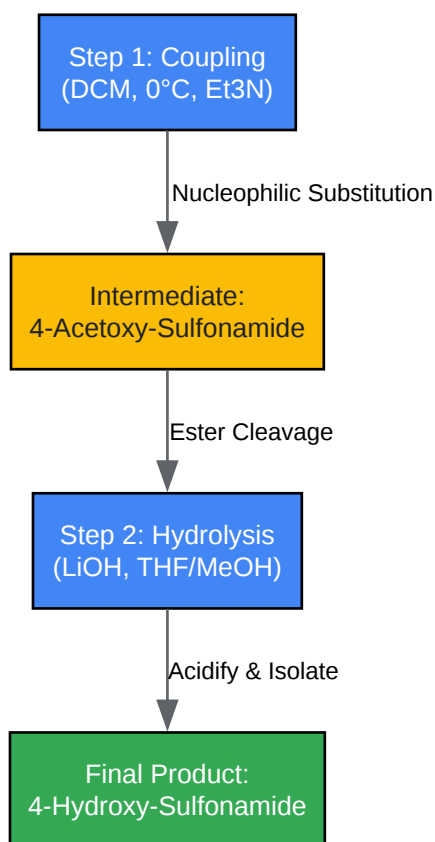 Step 1: Coupling
(DCM, 0°C, Et3N)
Nucleophilic Substitution
Intermediate:
4-Acetoxy-Sulfonamide
Ester Cleavage
Step 2: Hydrolysis
(LiOH, THF/MeOH)
Acidify & Isolate
Final Product:
4-Hydroxy-Sulfonamide